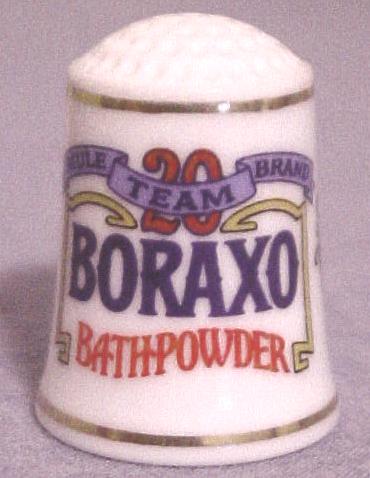 20
MULE TEAM BRAND
BORAXO
BATH·POWDER